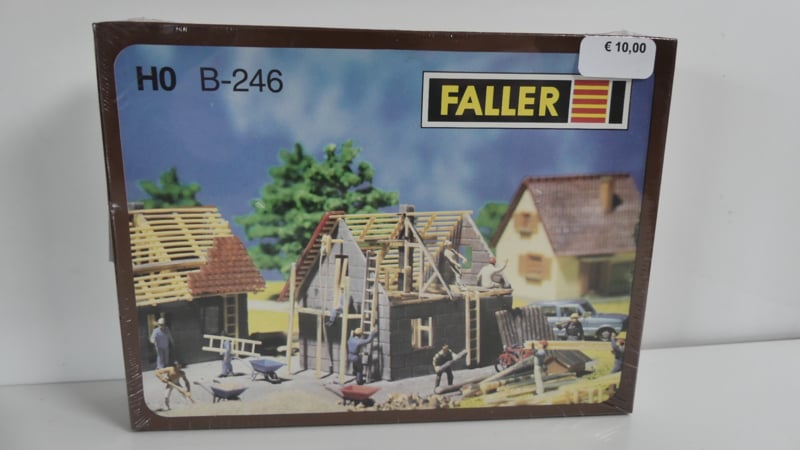 € 10,00
H0 B-246
FALLER